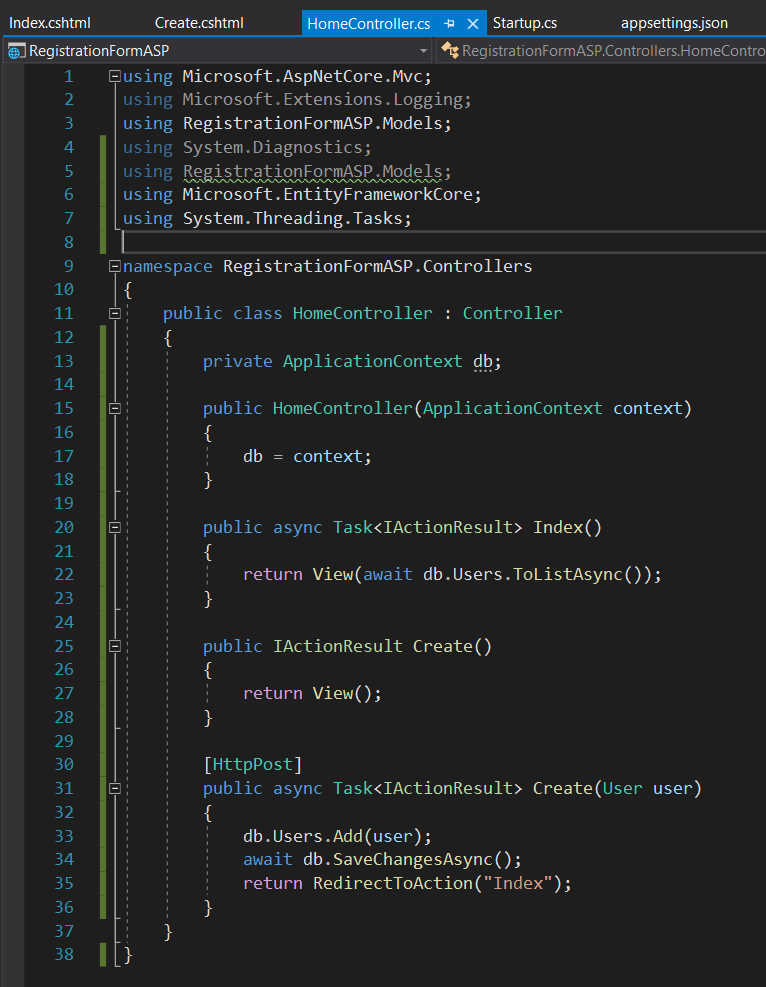 Index.cshtml Create.cshtml HomeController.cs Startup.cs appsettings.json
RegistrationFormASP RegistrationFormASP.Controllers.HomeContro
1 using Microsoft.AspNetCore.Mvc;
2 using Microsoft.Extensions.Logging;
3 using RegistrationFormASP.Models;
4 using System.Diagnostics;
5 using RegistrationFormASP.Models;
6 using Microsoft.EntityFrameworkCore;
7 using System.Threading.Tasks;
8
9 namespace RegistrationFormASP.Controllers
10 {
11     public class HomeController : Controller
12     {
13         private ApplicationContext db;
14
15         public HomeController(ApplicationContext context)
16         {
17             db = context;
18         }
19
20         public async Task<IActionResult> Index()
21         {
22             return View(await db.Users.ToListAsync());
23         }
24
25         public IActionResult Create()
26         {
27             return View();
28         }
29
30         [HttpPost]
31         public async Task<IActionResult> Create(User user)
32         {
33             db.Users.Add(user);
34             await db.SaveChangesAsync();
35             return RedirectToAction("Index");
36         }
37     }
38 }